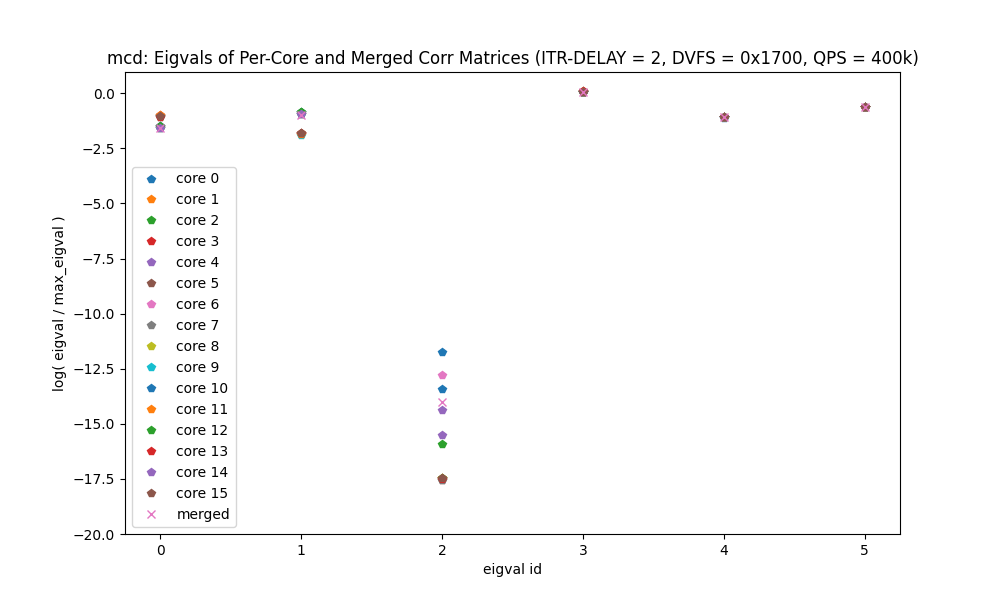 mcd: Eigvals of Per-Core and Merged Corr Matrices (ITR-DELAY = 2, DVFS = 0x1700, QPS = 400k)
log( eigval / max_eigval )
0.0
−2.5
−5.0
−7.5
−10.0
−12.5
−15.0
−17.5
−20.0
core 0
core 1
core 2
core 3
core 4
core 5
core 6
core 7
core 8
core 9
core 10
core 11
core 12
core 13
core 14
core 15
merged
0 1 2 3 4 5
eigval id